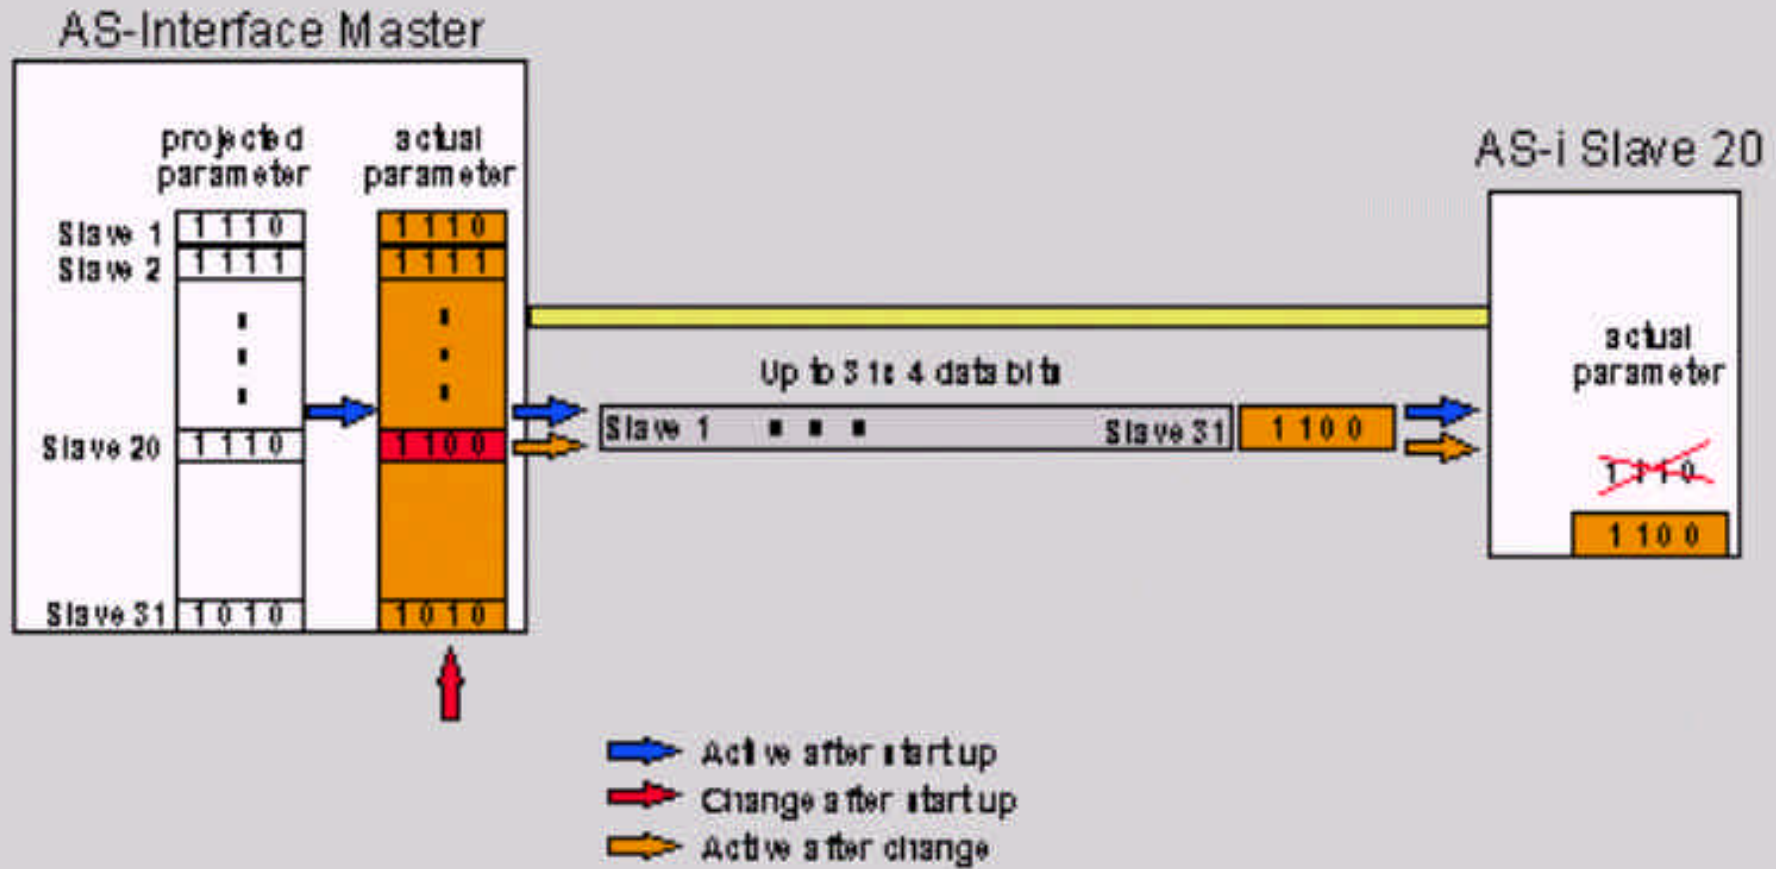 AS-Interface Master
projected
parameter
actual
parameter
Slave 1
1 1 1 0
1 1 1 0
Slave 2
1 1 1 1
1 1 1 1
Slave 20
1 1 1 0
1 1 0 0
Slave 31
1 0 1 0
1 0 1 0
Up to 31: 4 data bits
Slave 1
Slave 31
1 1 0 0
AS-i Slave 20
actual
parameter
1 1 1 0
1 1 0 0
Active after startup
Change after startup
Active after change